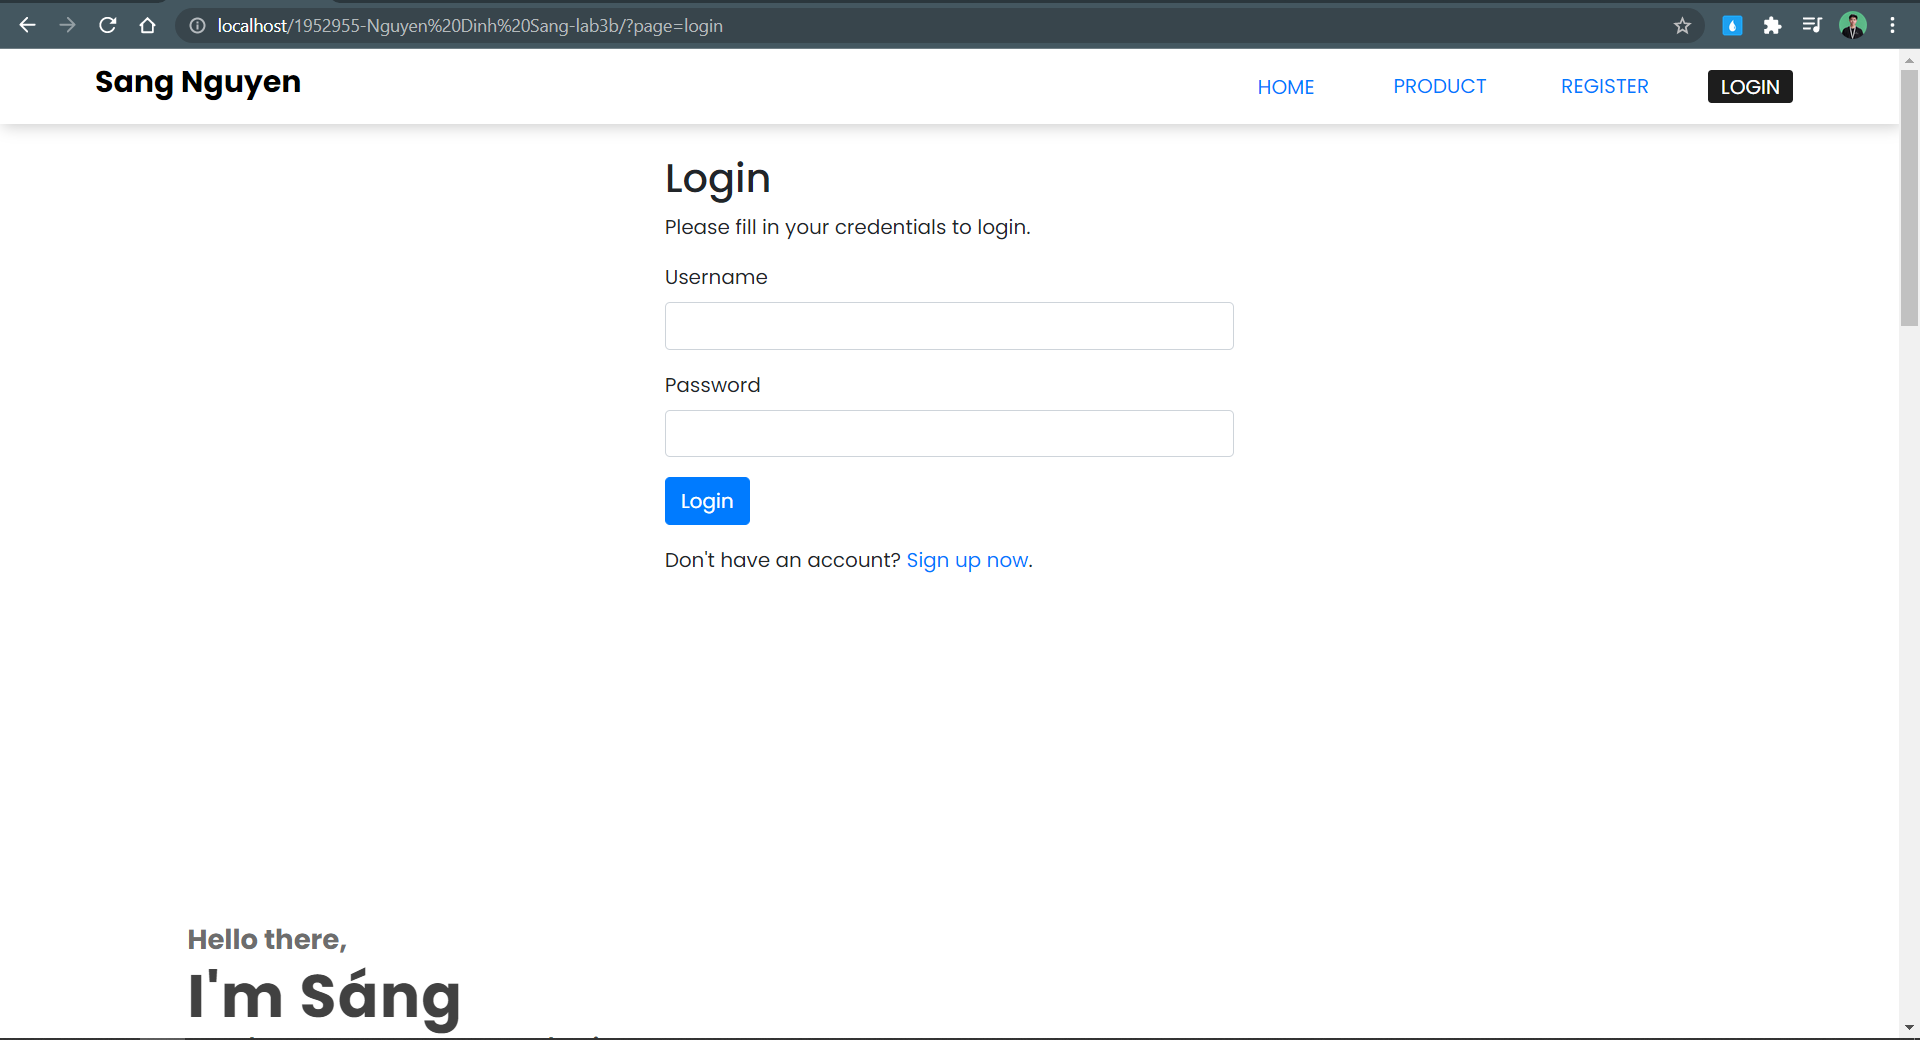 localhost/1952955-Nguyen%20Dinh%20Sang-lab3b/?page=login
Sang Nguyen
HOME PRODUCT REGISTER LOGIN
Login
Please fill in your credentials to login.
Username
Password
Login
Don't have an account? Sign up now.
Hello there,
I'm Sáng